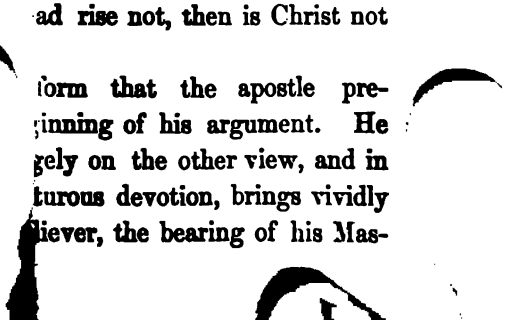 ad rise not, then is Christ not
form that the apostle pre-
ginning of his argument. He
gely on the other view, and in
turous devotion, brings vividly
liever, the bearing of his Mas-